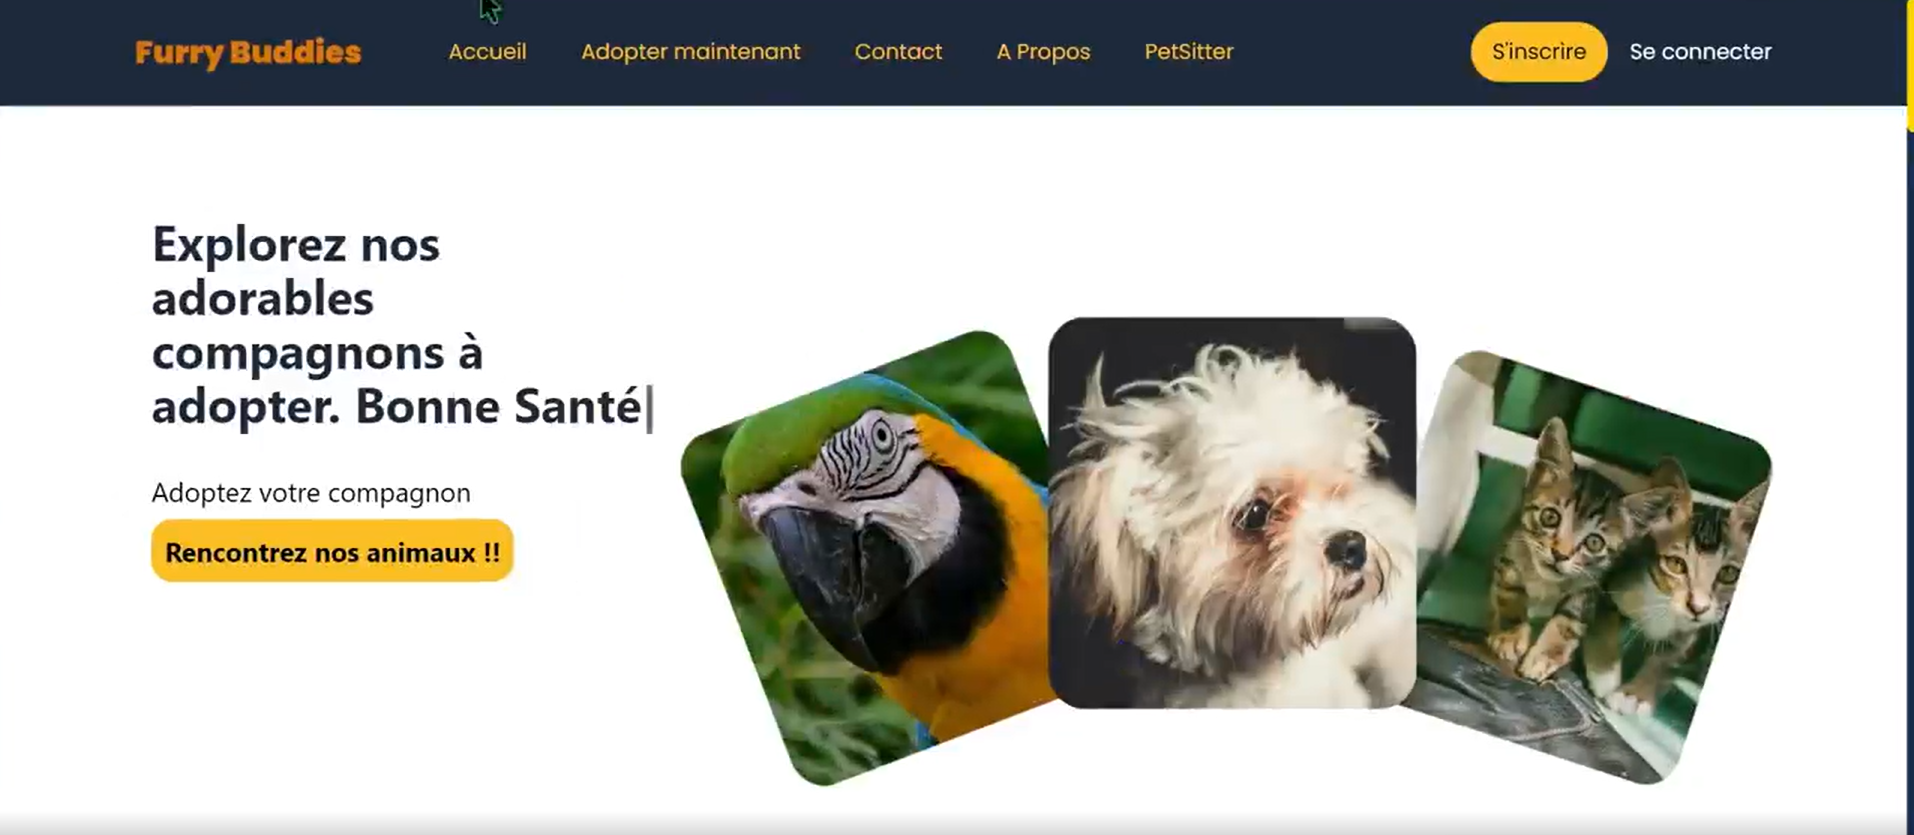 Furry Buddies Accueil Adopter maintenant Contact A Propos PetSitter S'inscrire Se connecter
Explorez nos
adorables
compagnons à
adopter. Bonne Santé|
Adoptez votre compagnon
Rencontrez nos animaux !!